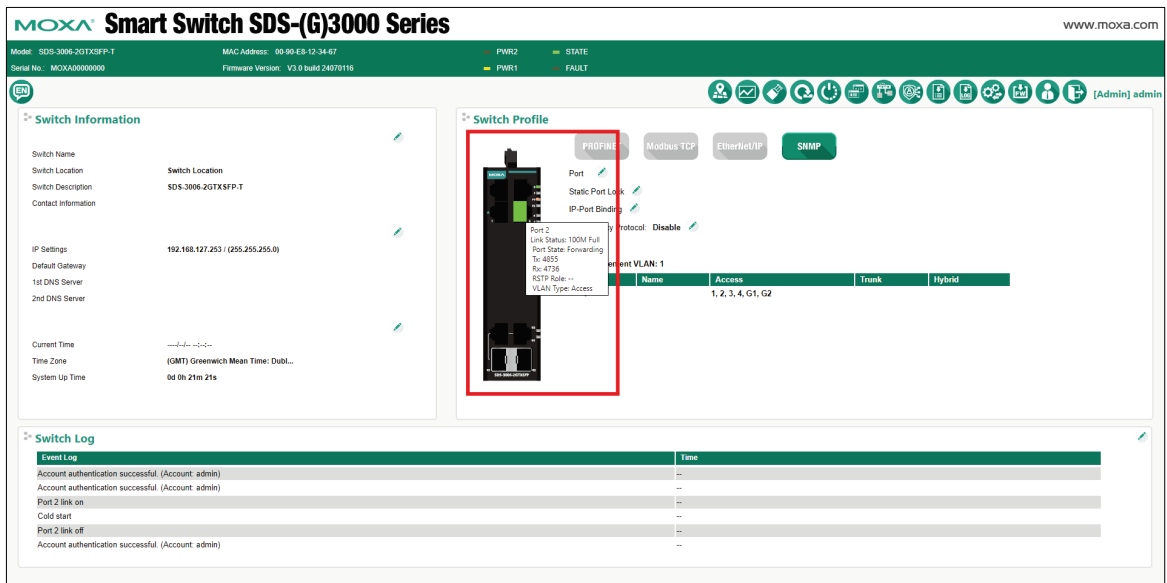 MOXA Smart Switch SDS-(G)3000 Series
www.moxa.com
Model: SDS-3006-2GTXSFP-T MAC Address: 00-90-E8-12-34-67 PWR2 STATE
Serial No.: MOXA00000000 Firmware Version: V3.0 build 24070116 PWR1 FAULT
EN
LOG
FW
[Admin] admin
Switch Information
Switch Name
Switch Location Switch Location
Switch Description SDS-3006-2GTXSFP-T
Contact Information
IP Settings 192.168.127.253 / (255.255.255.0)
Default Gateway
1st DNS Server
2nd DNS Server
Current Time ----/--/-- --:--:--
Time Zone (GMT) Greenwich Mean Time: Dubl...
System Up Time 0d 0h 21m 21s
Switch Profile
PROFINET Modbus TCP EtherNet/IP SNMP
MOXA
Port
Static Port Lock
IP-Port Binding
Protocol: Disable
VLAN: 1
Name Access Trunk Hybrid
1, 2, 3, 4, G1, G2
Port 2
Link Status: 100M Full
Port State: Forwarding
Tx: 4855
Rx: 4736
RSTP Role: --
VLAN Type: Access
SDS-3006-2GTXSFP
Switch Log
Event Log Time
Account authentication successful. (Account: admin) --
Account authentication successful. (Account: admin) --
Port 2 link on --
Cold start --
Port 2 link off --
Account authentication successful. (Account: admin) --